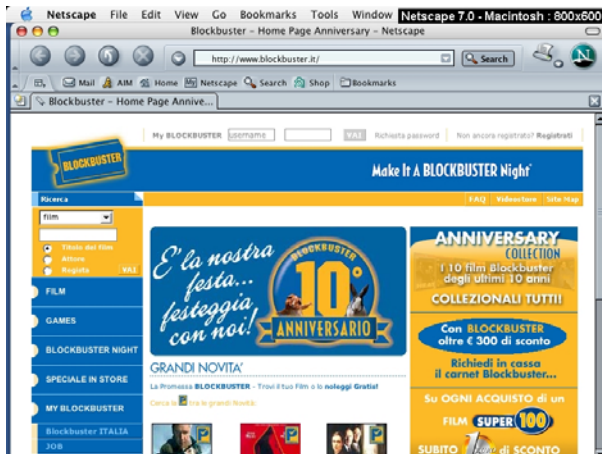 Netscape File Edit View Go Bookmarks Tools Window
Netscape 7.0 - Macintosh : 800x600
Blockbuster – Home Page Anniversary – Netscape
http://www.blockbuster.it/
Search
Mail AIM Home Netscape Search Shop Bookmarks
Blockbuster – Home Page Annive...
My BLOCKBUSTER username VAI Richiesta password Non ancora registrato? Registrati
BLOCKBUSTER
Make It A BLOCKBUSTER Night
Ricerca
FAQ Videostore Site Map
film
Titolo del film
Attore
Regista VAI
FILM
GAMES
BLOCKBUSTER NIGHT
SPECIALE IN STORE
MY BLOCKBUSTER
Blockbuster ITALIA
JOB
E' la nostra
festa...
festeggia
con noi!
BLOCKBUSTER
10°
ANNIVERSARIO
GRANDI NOVITA'
La Promessa BLOCKBUSTER - Trovi il tuo Film o lo noleggi Gratis!
Cerca la tra le grandi Novità:
ANNIVERSARY
COLLECTION
I 10 film Blockbuster
degli ultimi 10 anni
COLLEZIONALI TUTTI!
Con BLOCKBUSTER
oltre € 300 di sconto
Richiedi in cassa
il carnet Blockbuster...
Su OGNI ACQUISTO di un
FILM SUPER 100
SUBITO 1 Euro di SCONTO